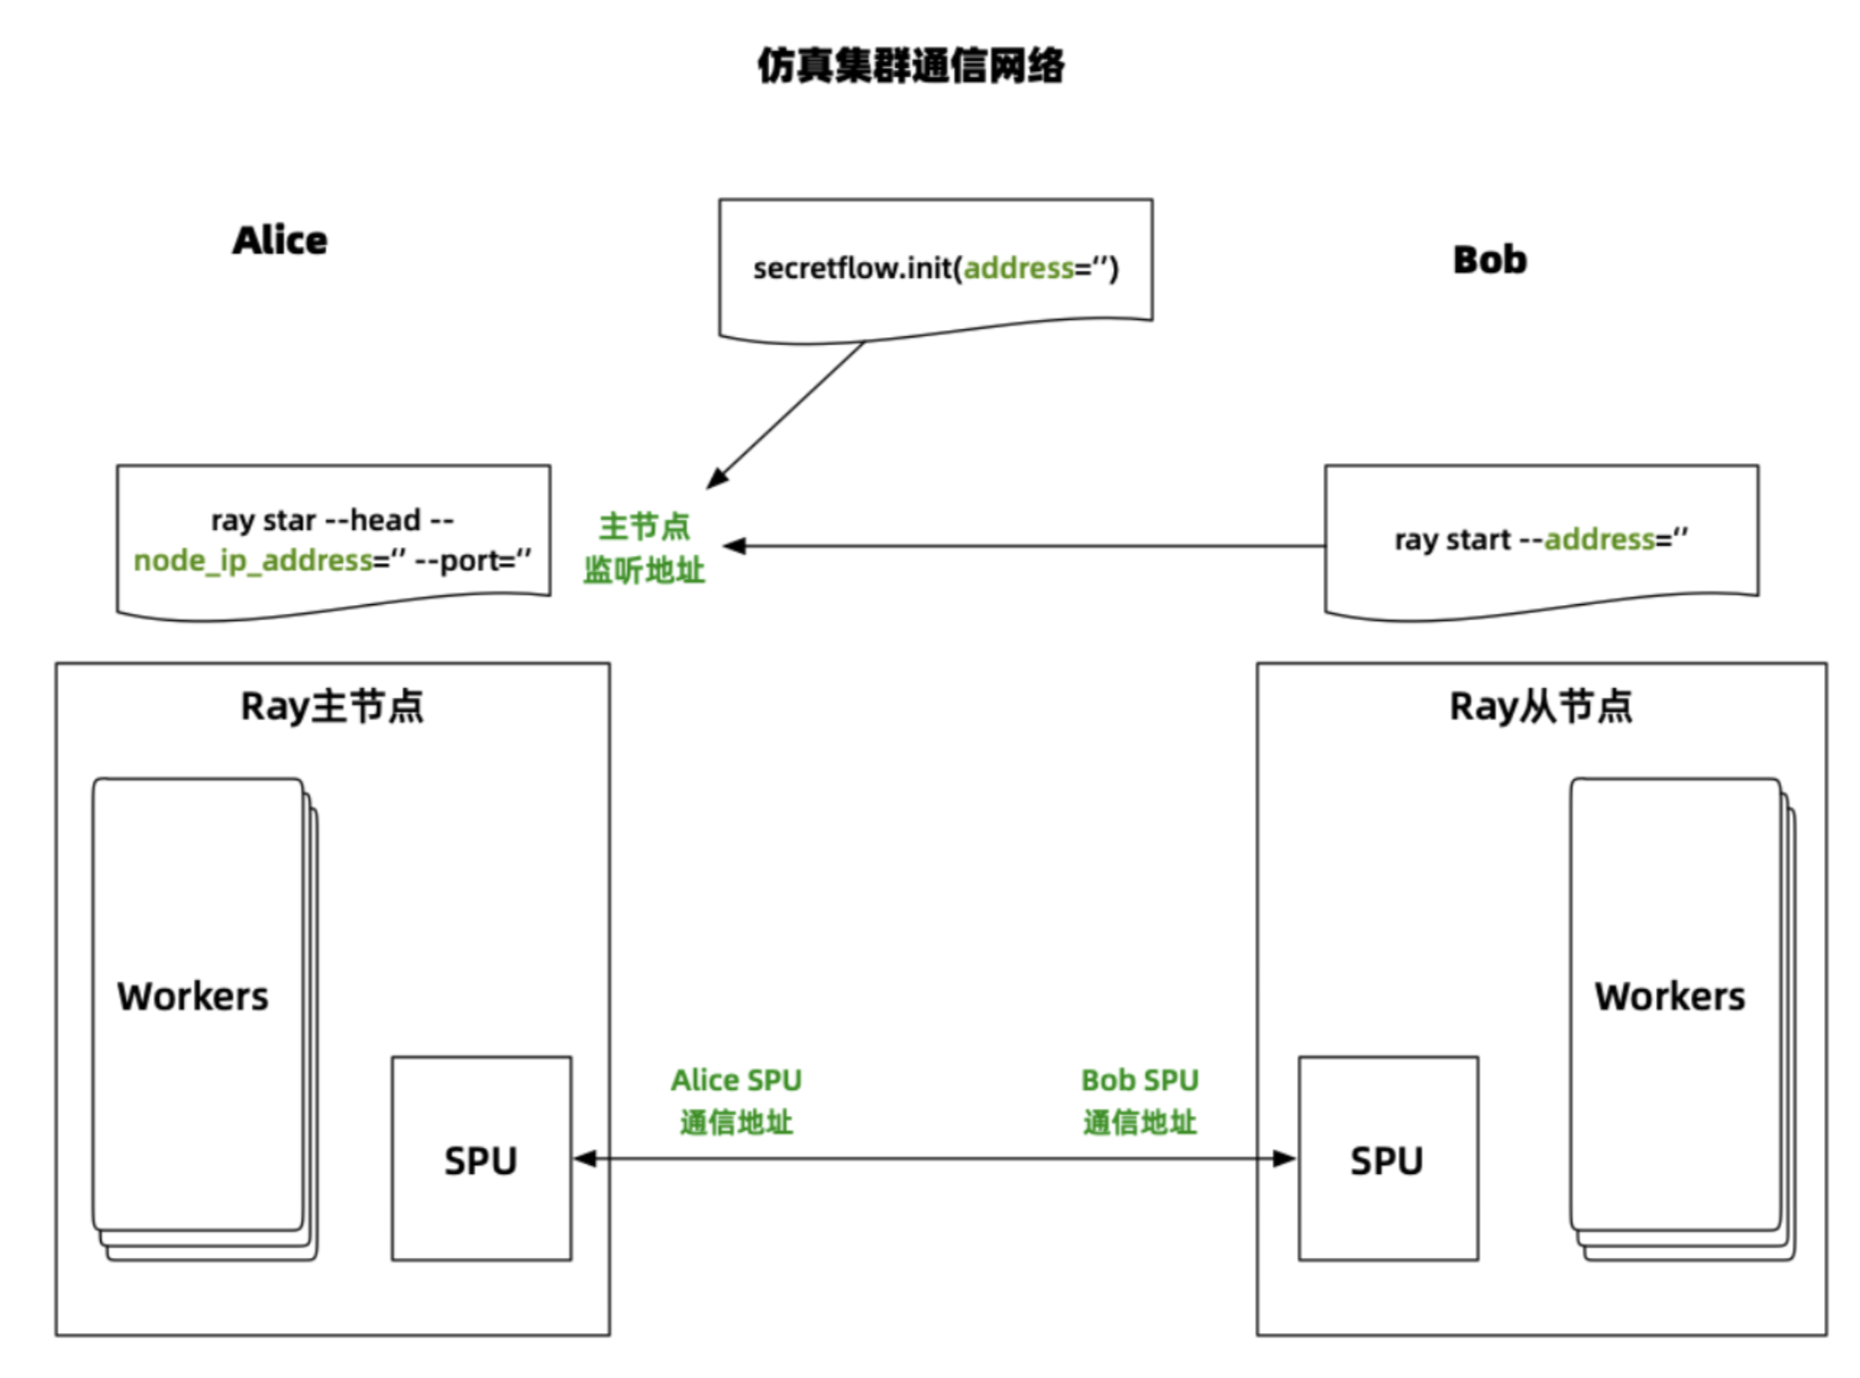 仿真集群通信网络
Alice
secretflow.init(address=‘’)
Bob
ray star --head --
node_ip_address=‘’ --port=‘’
主节点
监听地址
ray start --address=‘’
Ray主节点
Ray从节点
Workers
Workers
Alice SPU
通信地址
Bob SPU
通信地址
SPU
SPU